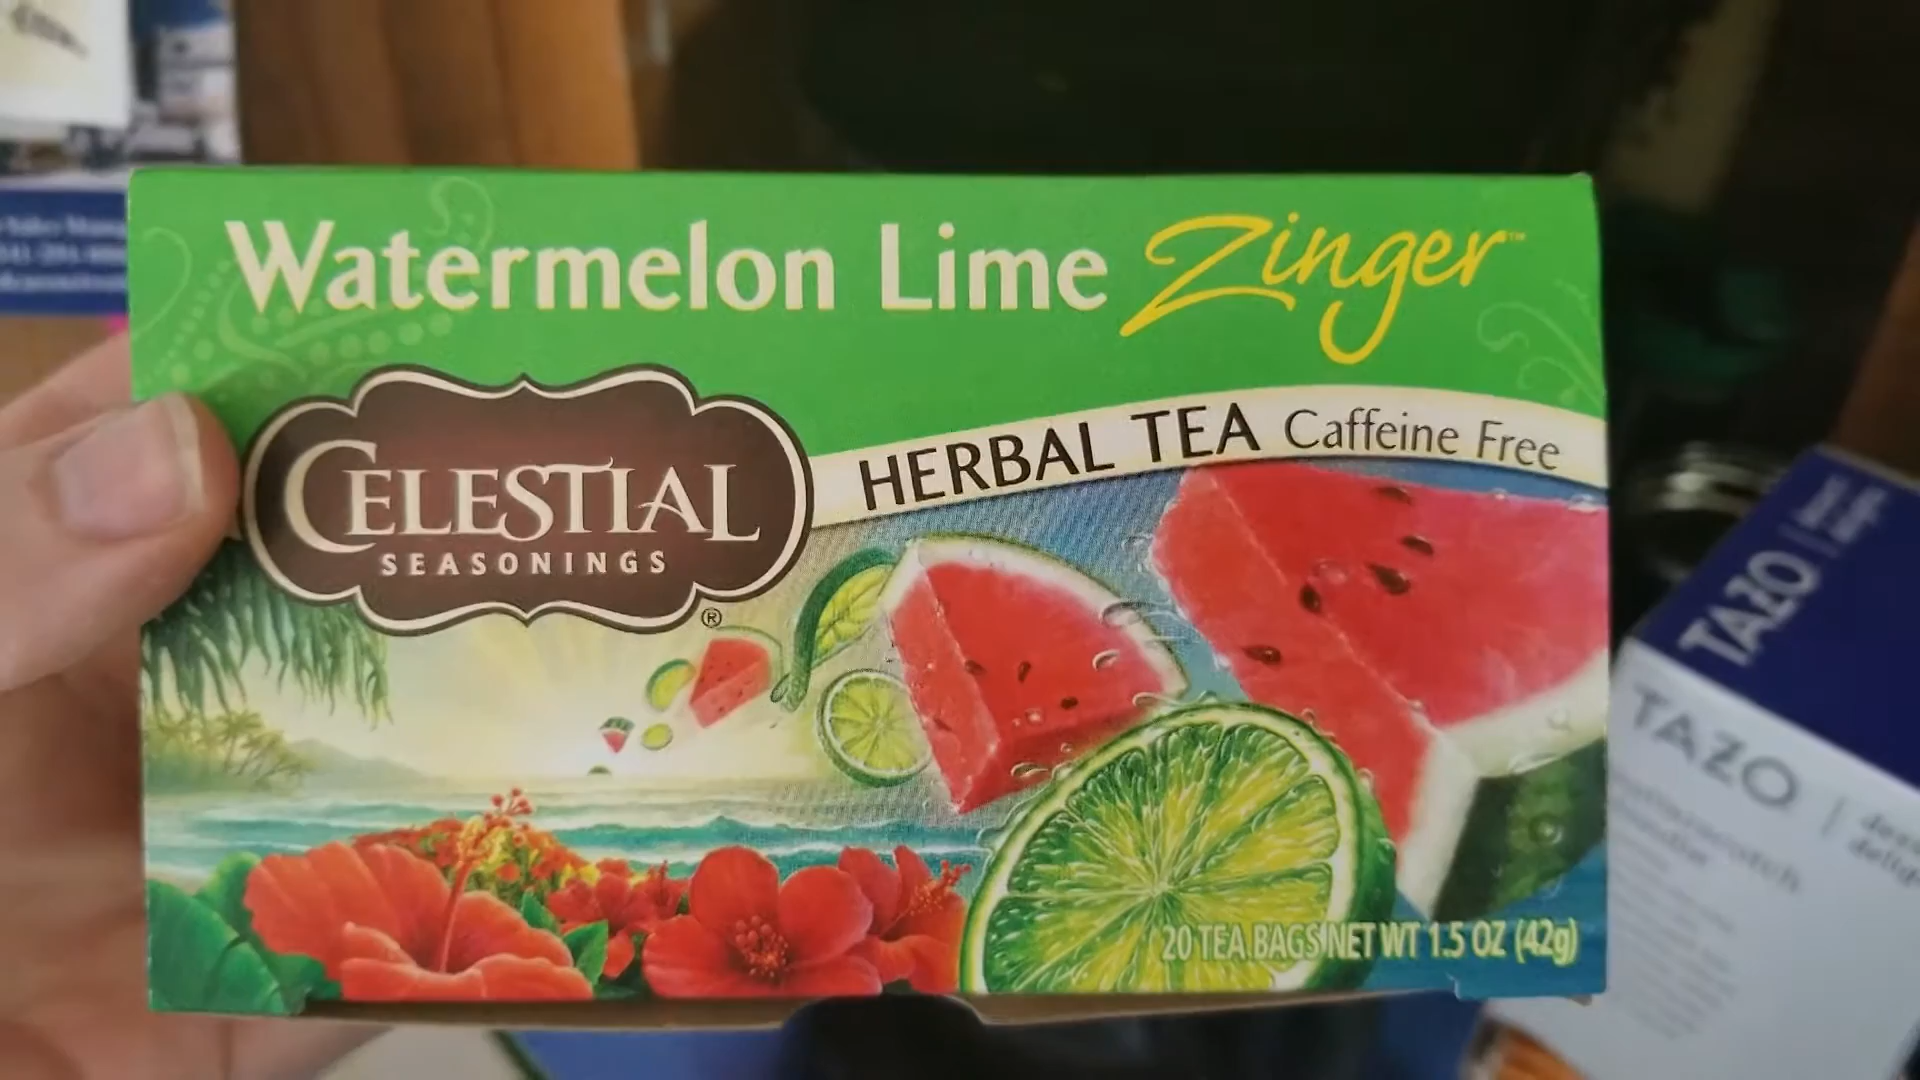 Watermelon Lime Zinger™
HERBAL TEA Caffeine Free
CELESTIAL
SEASONINGS
®
20 TEA BAGS NET WT 1.5 OZ (42g)
TAZO
TAZO